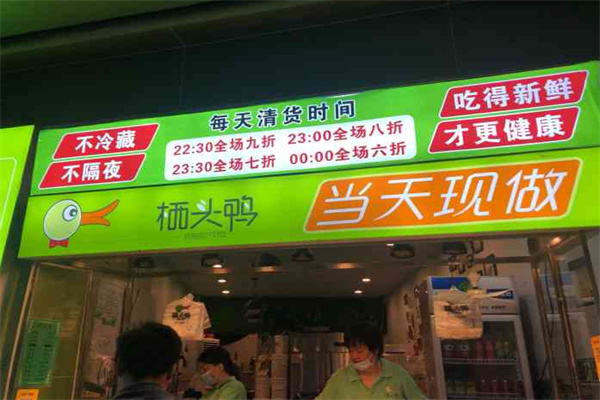 每天清货时间
不冷藏
不隔夜
22:30全场九折 23:00全场八折
23:30全场七折 00:00全场六折
吃得新鲜
才更健康
栖头鸭
当天现做